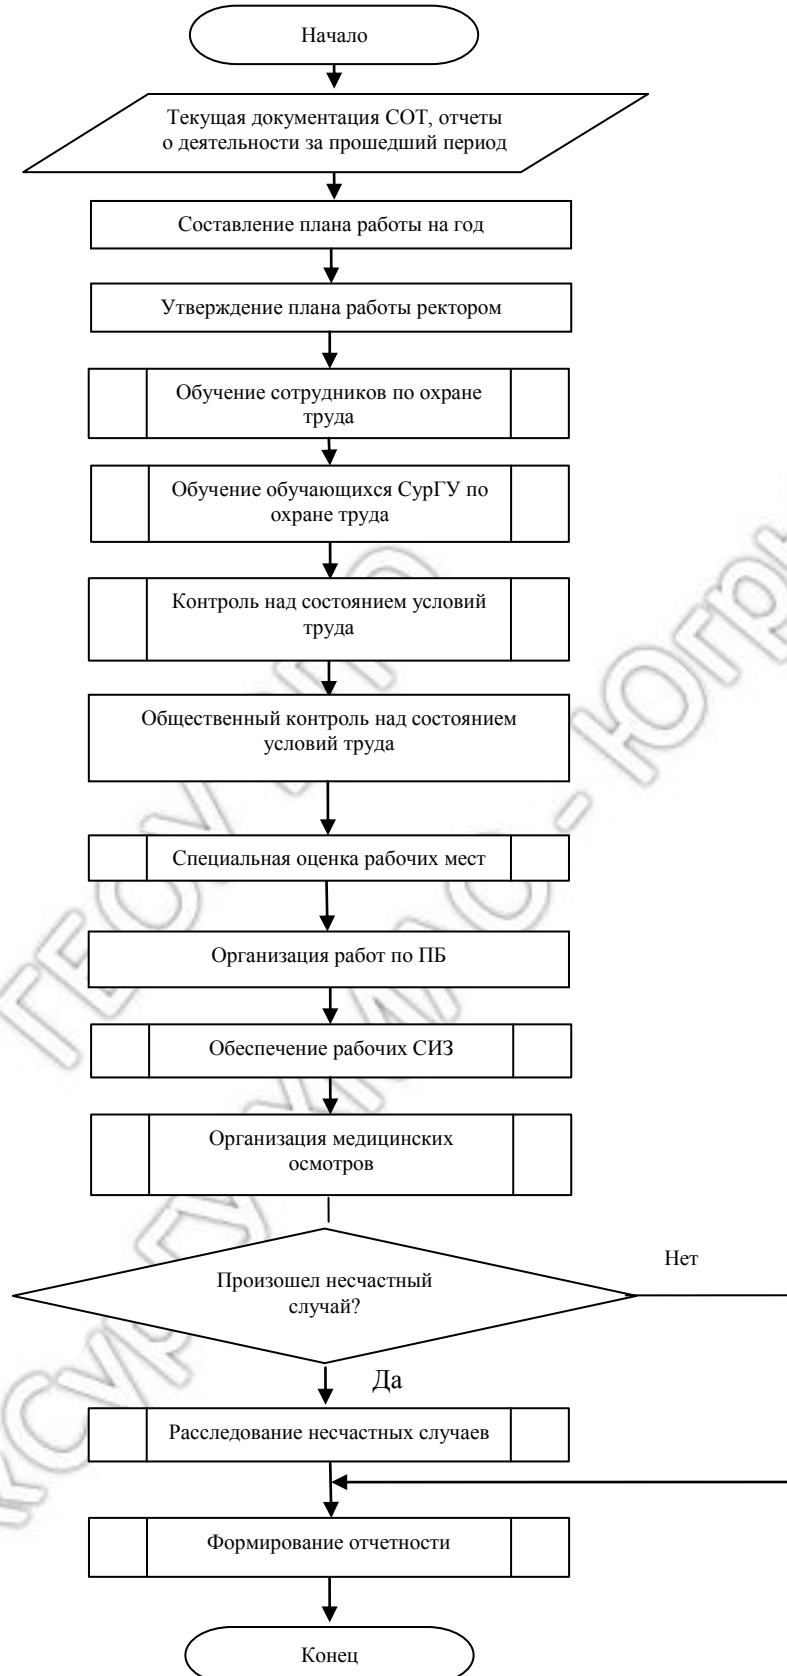 Начало
Текущая документация СОТ, отчеты
о деятельности за прошедший период
Составление плана работы на год
Утверждение плана работы ректором
Обучение сотрудников по охране
труда
Обучение обучающихся СурГУ по
охране труда
Контроль над состоянием условий
труда
Общественный контроль над состоянием
условий труда
Специальная оценка рабочих мест
Организация работ по ПБ
Обеспечение рабочих СИЗ
Организация медицинских
осмотров
Произошел несчастный
случай?
Нет
Да
Расследование несчастных случаев
Формирование отчетности
Конец